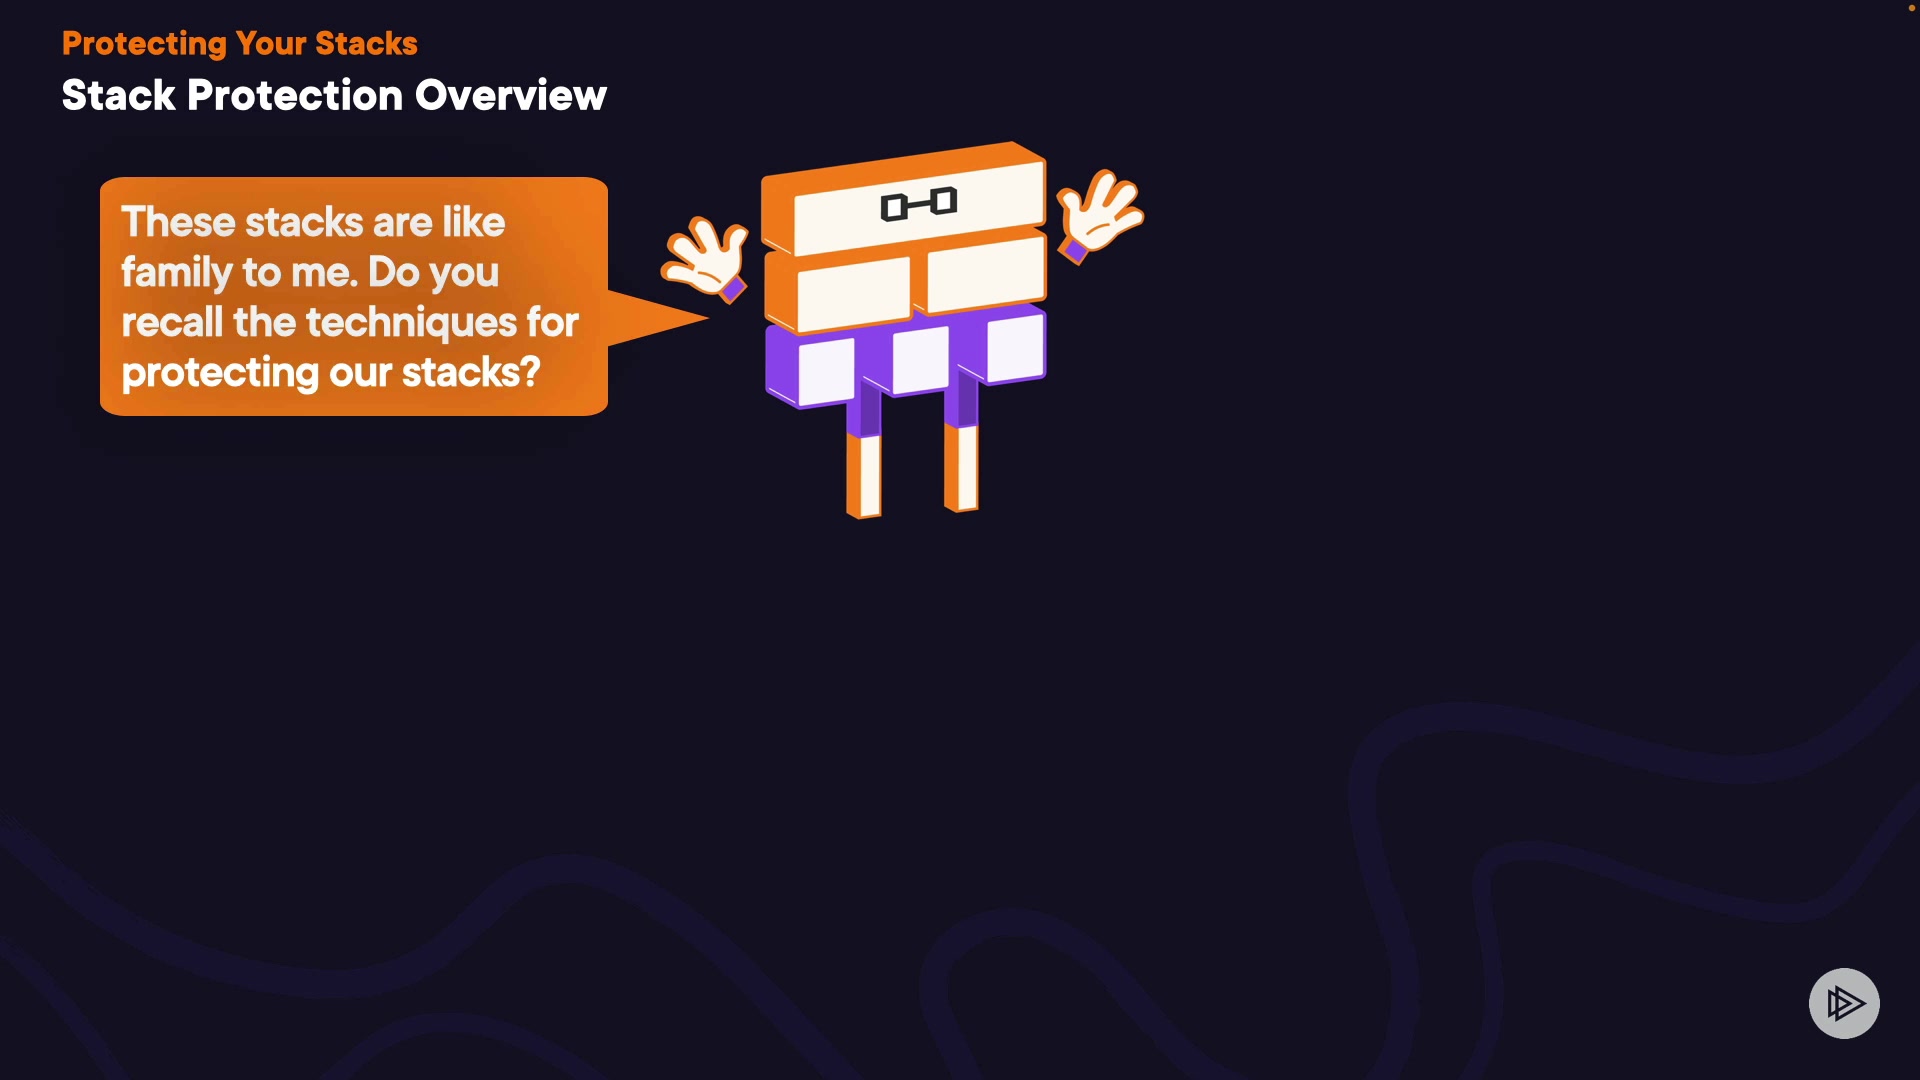 Protecting Your Stacks
Stack Protection Overview
These stacks are like
family to me. Do you
recall the techniques for
protecting our stacks?